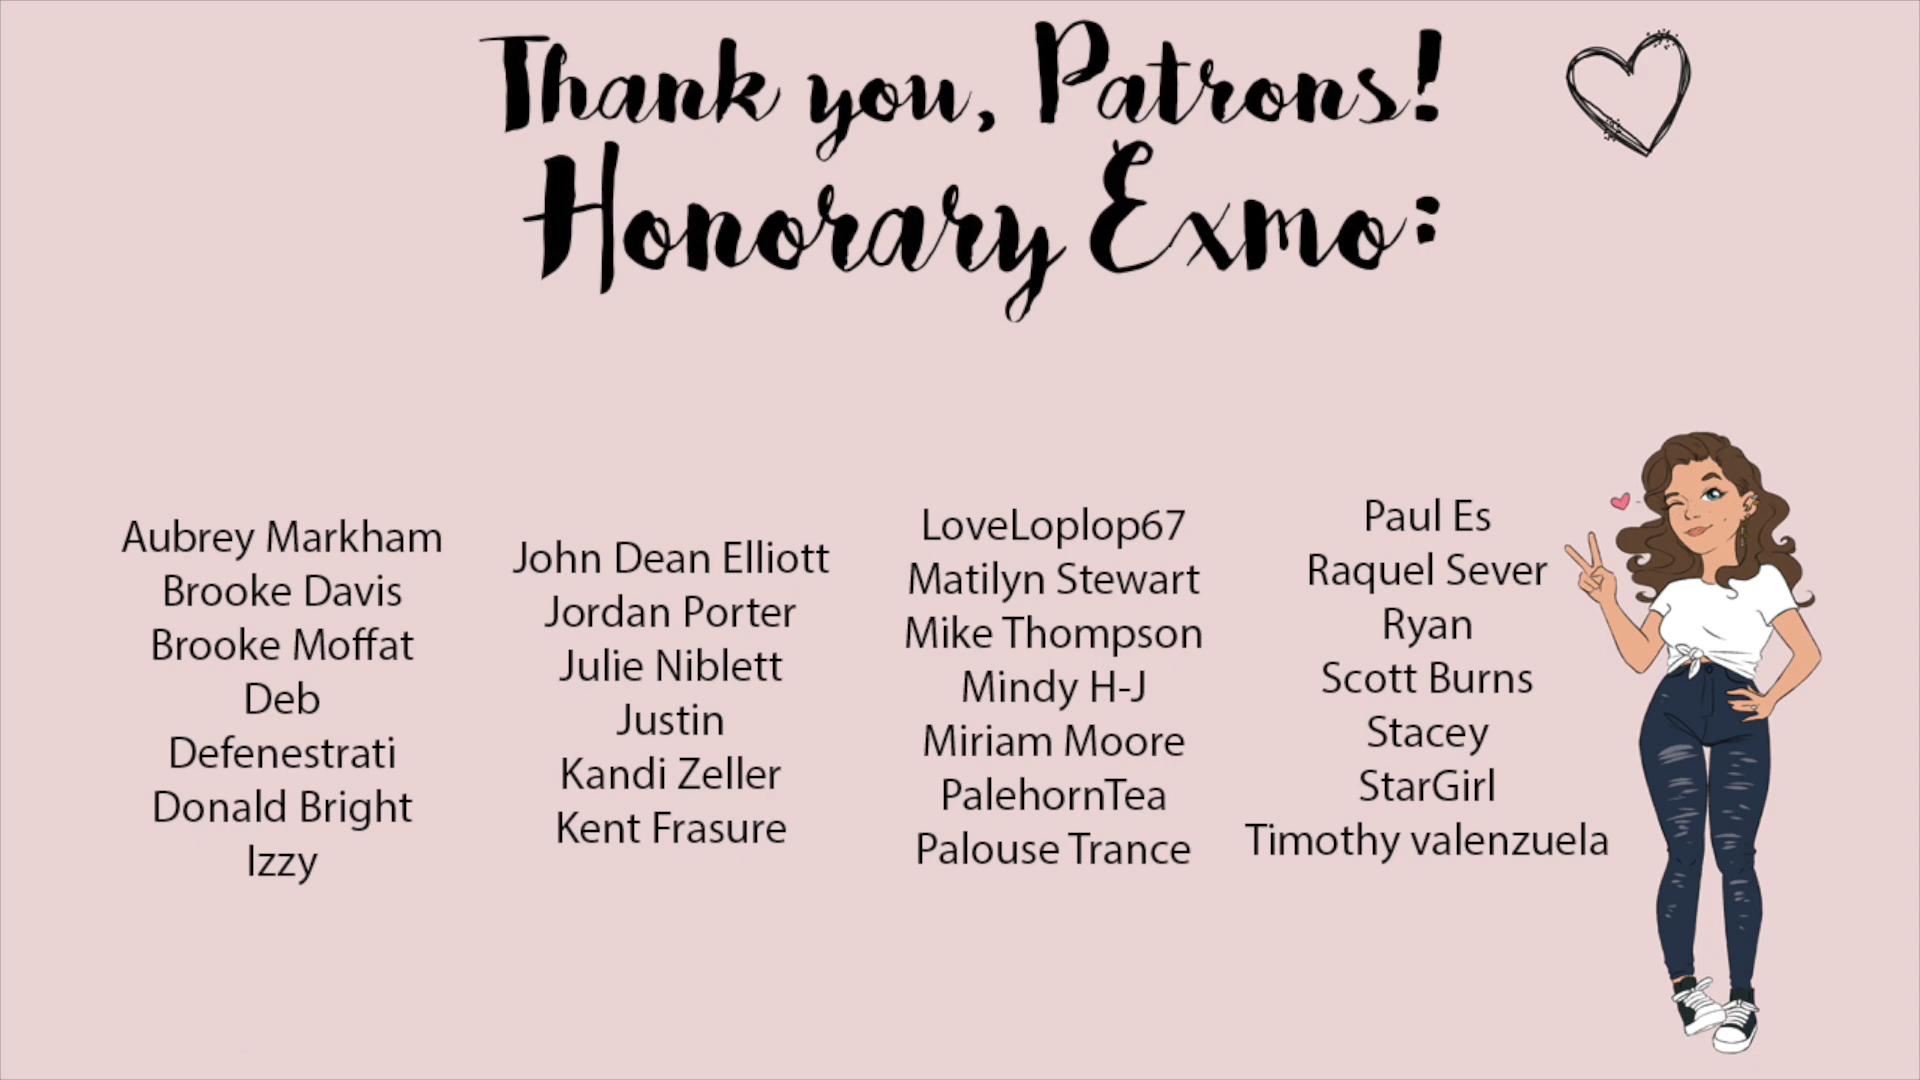 Thank you, Patrons!
Honorary Exmo:
Aubrey Markham
Brooke Davis
Brooke Moffat
Deb
Defenestrati
Donald Bright
Izzy
John Dean Elliott
Jordan Porter
Julie Niblett
Justin
Kandi Zeller
Kent Frasure
LoveLoplop67
Matilyn Stewart
Mike Thompson
Mindy H-J
Miriam Moore
PalehornTea
Palouse Trance
Paul Es
Raquel Sever
Ryan
Scott Burns
Stacey
StarGirl
Timothy valenzuela